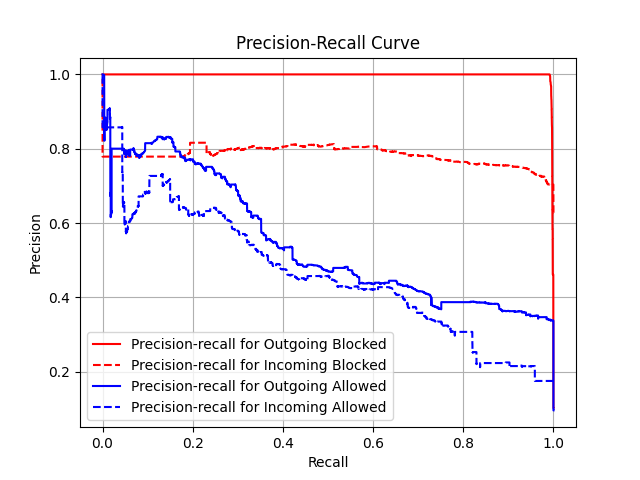 Precision-Recall Curve
1.0
0.8
0.6
0.4
0.2
Precision
Precision-recall for Outgoing Blocked
Precision-recall for Incoming Blocked
Precision-recall for Outgoing Allowed
Precision-recall for Incoming Allowed
0.0 0.2 0.4 0.6 0.8 1.0
Recall